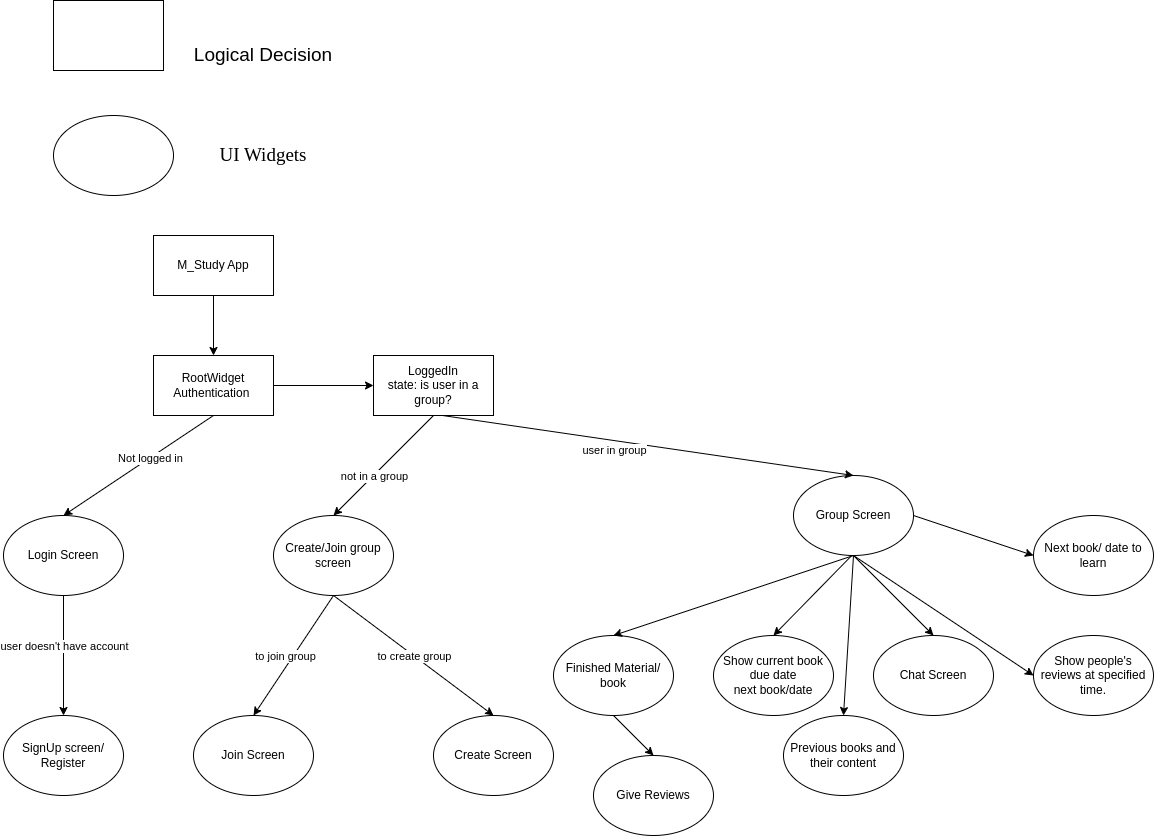 Logical Decision
UI Widgets
M_Study App
RootWidget
Authentication
LoggedIn
state: is user in a
group?
Not logged in
not in a group
user in group
Login Screen
Create/Join group
screen
Group Screen
Next book/ date to
learn
user doesn't have account
to join group
to create group
Finished Material/
book
Show current book
due date
next book/date
Chat Screen
Show people's
reviews at specified
time.
SignUp screen/
Register
Join Screen
Create Screen
Previous books and
their content
Give Reviews